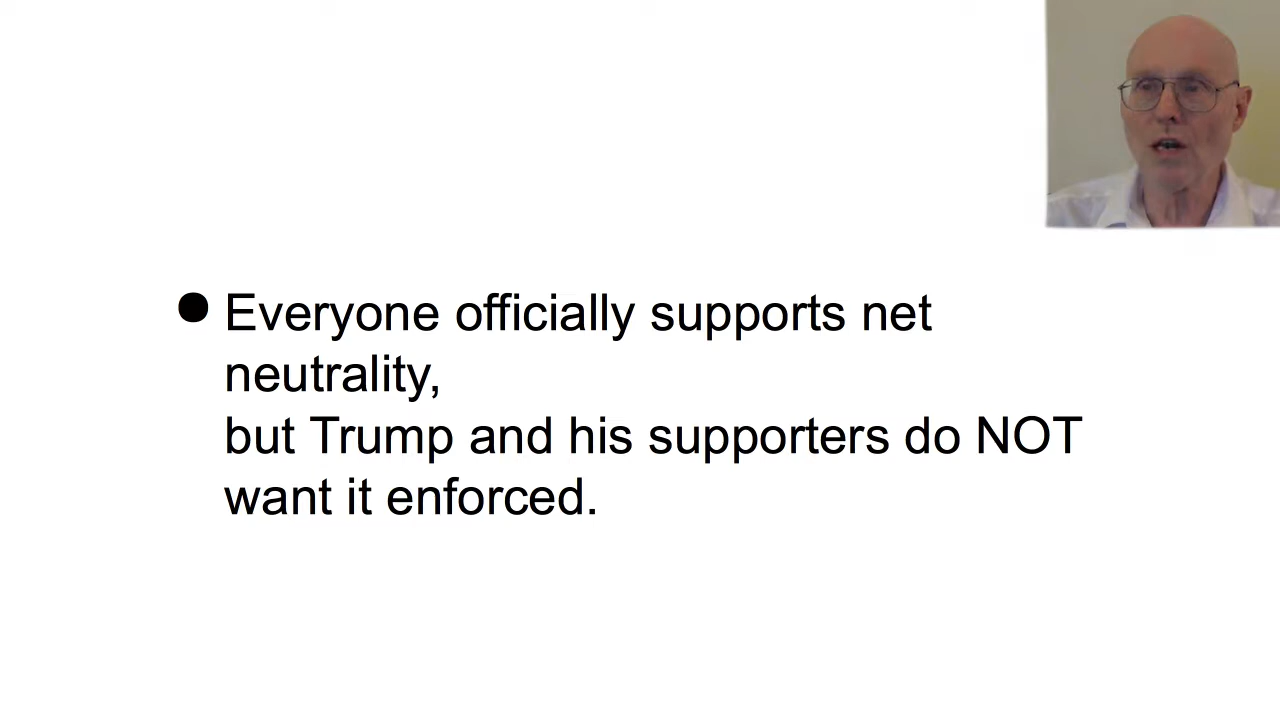 ● Everyone officially supports net
neutrality,
but Trump and his supporters do NOT
want it enforced.